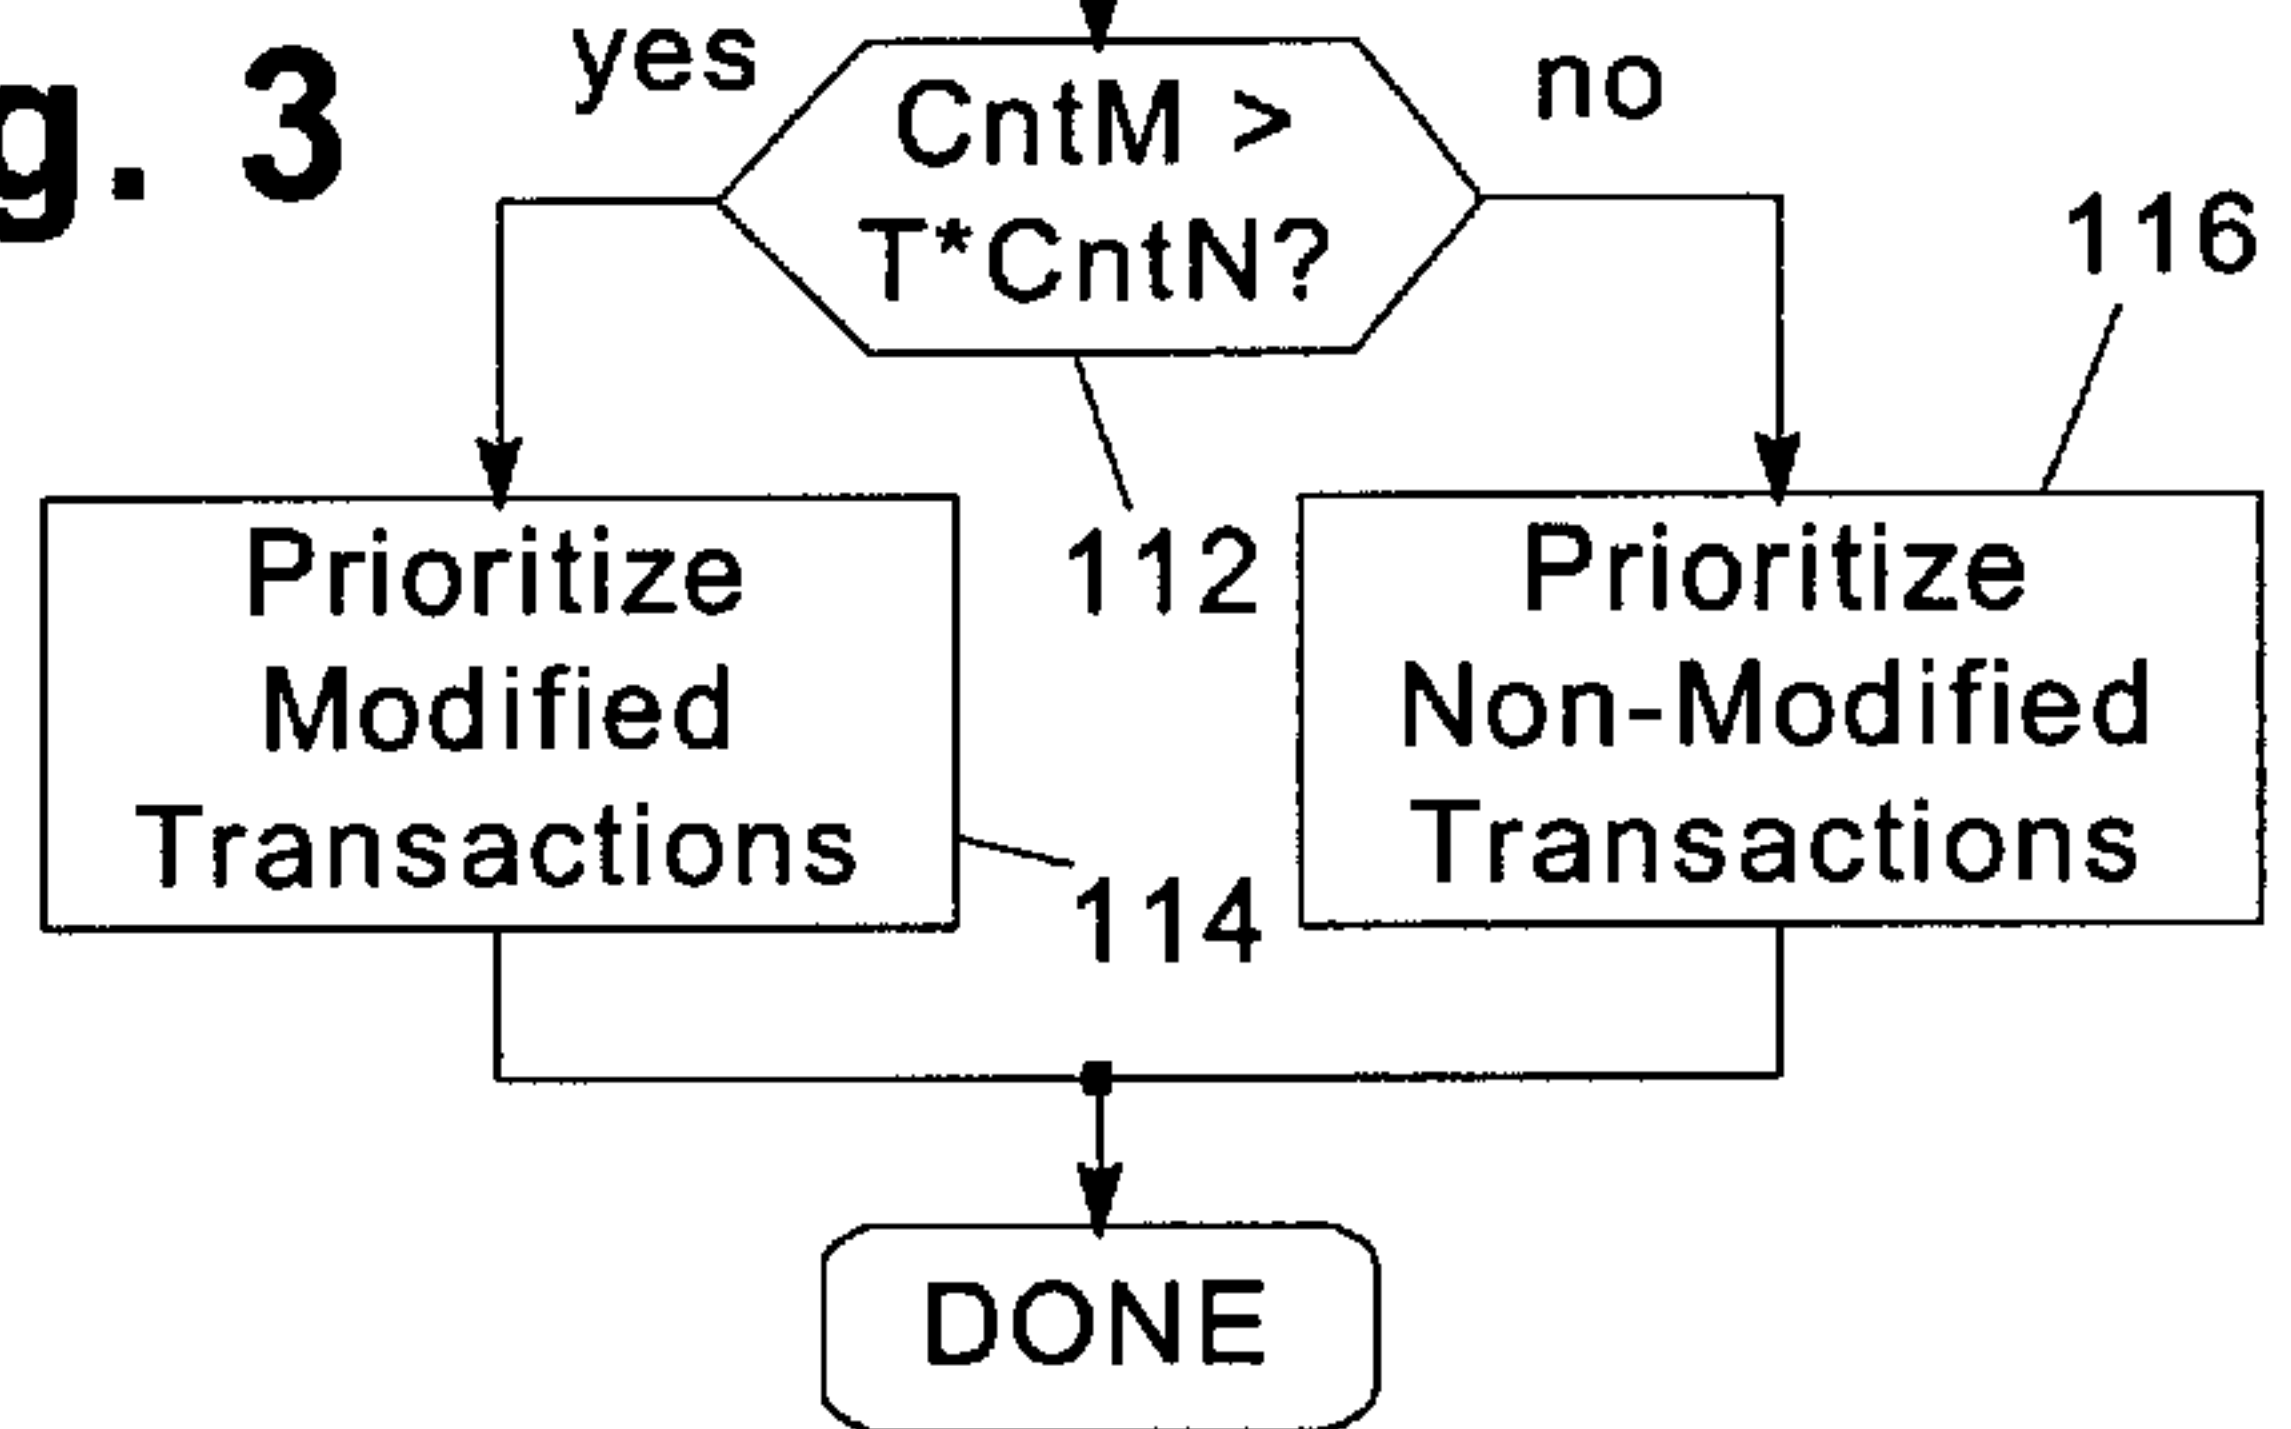 g. 3
yes
no
CntM >
T*CntN?
116
112
Prioritize
Modified
Transactions
114
Prioritize
Non-Modified
Transactions
DONE